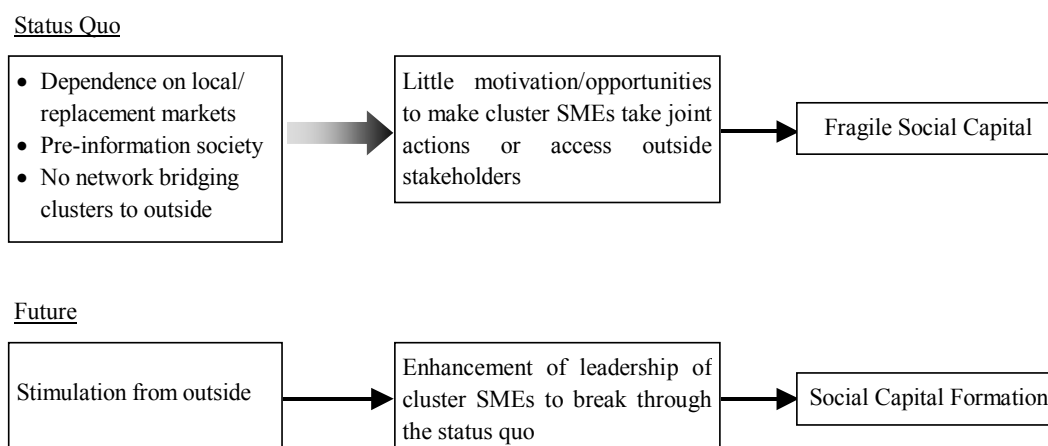 Status Quo
• Dependence on local/
replacement markets
• Pre-information society
• No network bridging
clusters to outside
Little motivation/opportunities
to make cluster SMEs take joint
actions or access outside
stakeholders
Fragile Social Capital
Future
Stimulation from outside
Enhancement of leadership of
cluster SMEs to break through
the status quo
Social Capital Formation